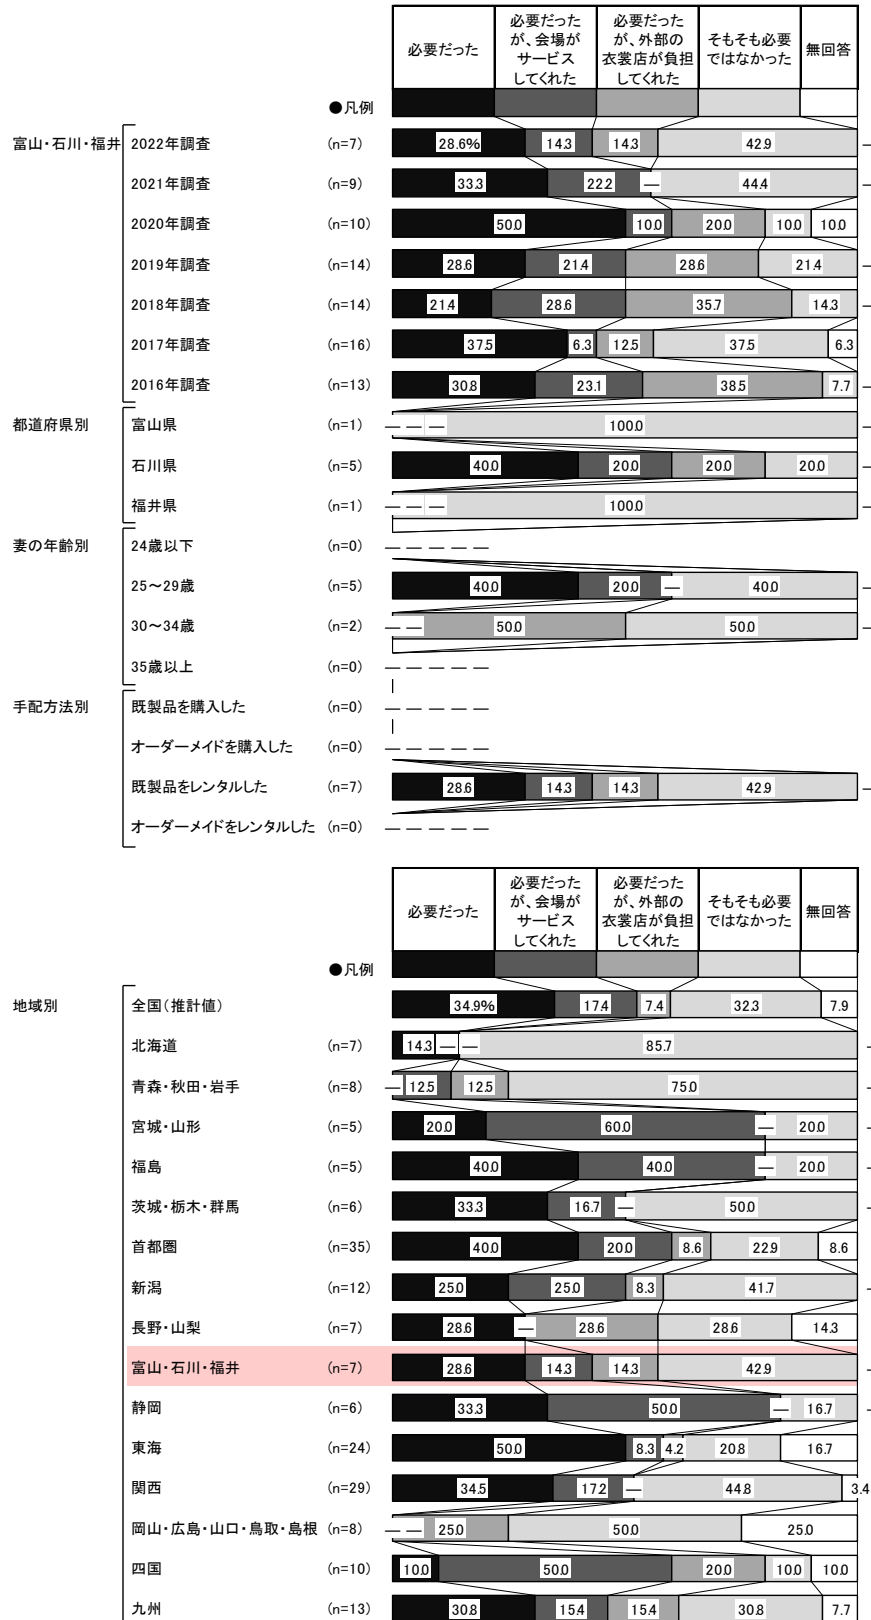 必要だった 必要だったが、会場がサービスしてくれた 必要だったが、外部の衣裳店が負担してくれた そもそも必要ではなかった 無回答
●凡例
富山・石川・福井 2022年調査 (n=7) 28.6% 14.3 14.3 42.9 —
2021年調査 (n=9) 33.3 22.2 — 44.4 —
2020年調査 (n=10) 50.0 10.0 20.0 10.0 10.0
2019年調査 (n=14) 28.6 21.4 28.6 21.4 —
2018年調査 (n=14) 21.4 28.6 35.7 14.3 —
2017年調査 (n=16) 37.5 6.3 12.5 37.5 6.3
2016年調査 (n=13) 30.8 23.1 38.5 7.7 —
都道府県別 富山県 (n=1) — — — 100.0 —
石川県 (n=5) 40.0 20.0 20.0 20.0 —
福井県 (n=1) — — — 100.0 —
妻の年齢別 24歳以下 (n=0) — — — — —
25〜29歳 (n=5) 40.0 20.0 — 40.0 —
30〜34歳 (n=2) — — 50.0 50.0 —
35歳以上 (n=0) — — — — —
手配方法別 既製品を購入した (n=0) — — — — —
オーダーメイドを購入した (n=0) — — — — —
既製品をレンタルした (n=7) 28.6 14.3 14.3 42.9 —
オーダーメイドをレンタルした (n=0) — — — — —
必要だった 必要だったが、会場がサービスしてくれた 必要だったが、外部の衣裳店が負担してくれた そもそも必要ではなかった 無回答
●凡例
地域別 全国(推計値) 34.9% 17.4 7.4 32.3 7.9
北海道 (n=7) 14.3 — — 85.7 —
青森・秋田・岩手 (n=8) — 12.5 12.5 75.0 —
宮城・山形 (n=5) 20.0 60.0 — 20.0 —
福島 (n=5) 40.0 40.0 — 20.0 —
茨城・栃木・群馬 (n=6) 33.3 16.7 — 50.0 —
首都圏 (n=35) 40.0 20.0 8.6 22.9 8.6
新潟 (n=12) 25.0 25.0 8.3 41.7 —
長野・山梨 (n=7) 28.6 — 28.6 28.6 14.3
富山・石川・福井 (n=7) 28.6 14.3 14.3 42.9 —
静岡 (n=6) 33.3 50.0 — 16.7 —
東海 (n=24) 50.0 8.3 4.2 20.8 16.7
関西 (n=29) 34.5 17.2 — 44.8 3.4
岡山・広島・山口・鳥取・島根 (n=8) — — 25.0 50.0 25.0
四国 (n=10) 10.0 50.0 20.0 10.0 10.0
九州 (n=13) 30.8 15.4 15.4 30.8 7.7